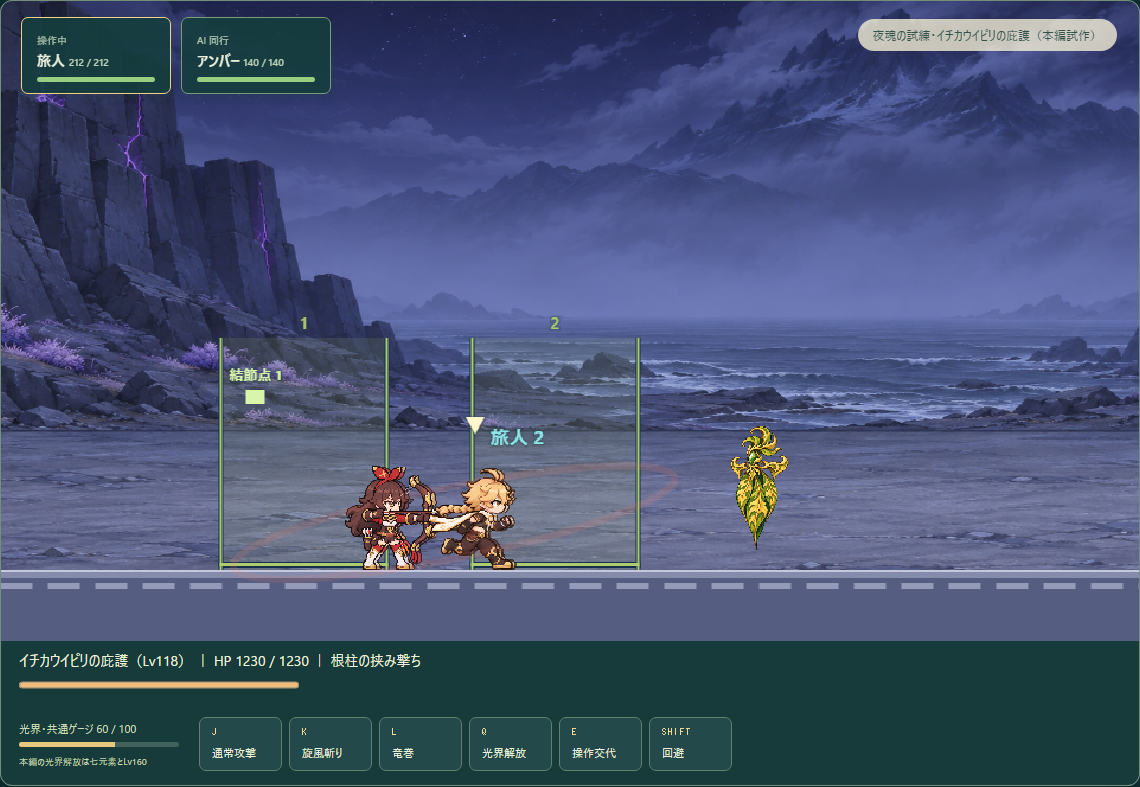 操作中
旅人 212 / 212
AI 同行
アンバー 140 / 140
夜魂の試練・イチカウイピリの庇護（本編試作）
1
2
結節点 1
旅人 2
イチカウイピリの庇護（Lv118） | HP 1230 / 1230 | 根柱の挟み撃ち
光界・共通ゲージ 60 / 100
本編の光界解放は七元素とLv160
J
通常攻撃
K
旋風斬り
L
竜巻
Q
光界解放
E
操作交代
SHIFT
回避